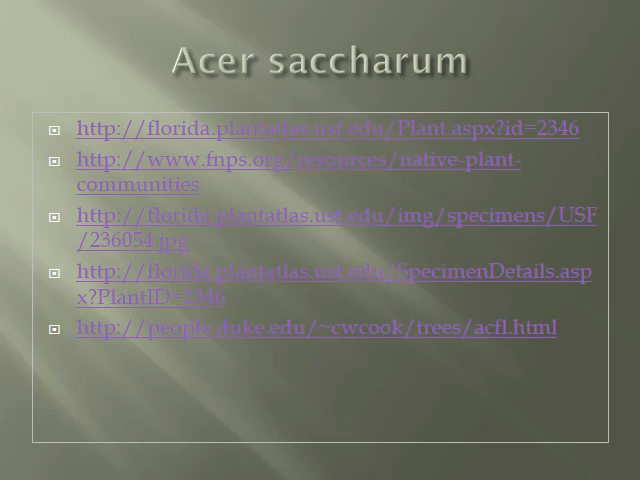 Acer saccharum
http://florida.plantatlas.usf.edu/Plant.aspx?id=2346
http://www.fnps.org/resources/native-plant-
communities
http://florida.plantatlas.usf.edu/img/specimens/USF
/236054.jpg
http://florida.plantatlas.usf.edu/SpecimenDetails.asp
x?PlantID=2346
http://people.duke.edu/~cwcook/trees/acfl.html